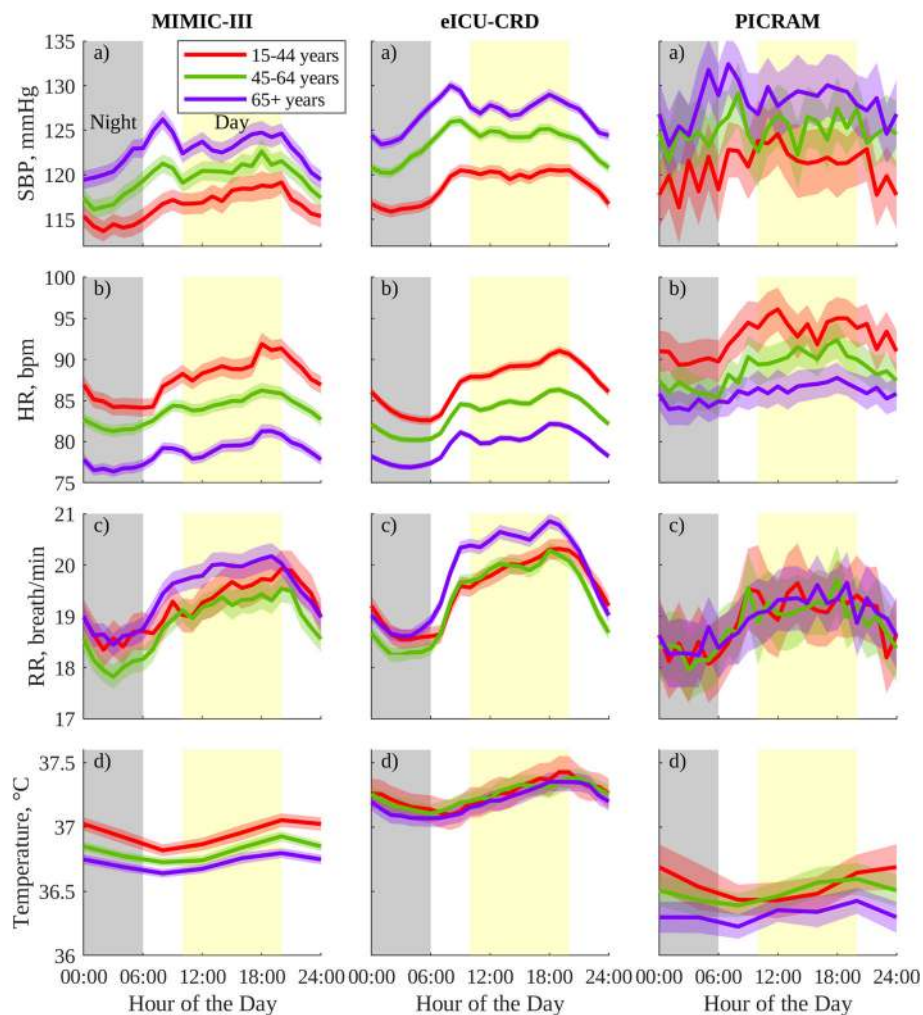 MIMIC-III eICU-CRD PICRAM
SBP, mmHg
135
130
125
120
115
a)
Night
Day
15-44 years
45-64 years
65+ years
a)
a)
HR, bpm
100
95
90
85
80
75
b)
b)
b)
RR, breath/min
21
20
19
18
17
c)
c)
c)
Temperature, °C
37.5
37
36.5
36
d)
d)
d)
00:00 06:00 12:00 18:00 24:00 00:00 06:00 12:00 18:00 24:00 00:00 06:00 12:00 18:00 24:00
Hour of the Day Hour of the Day Hour of the Day